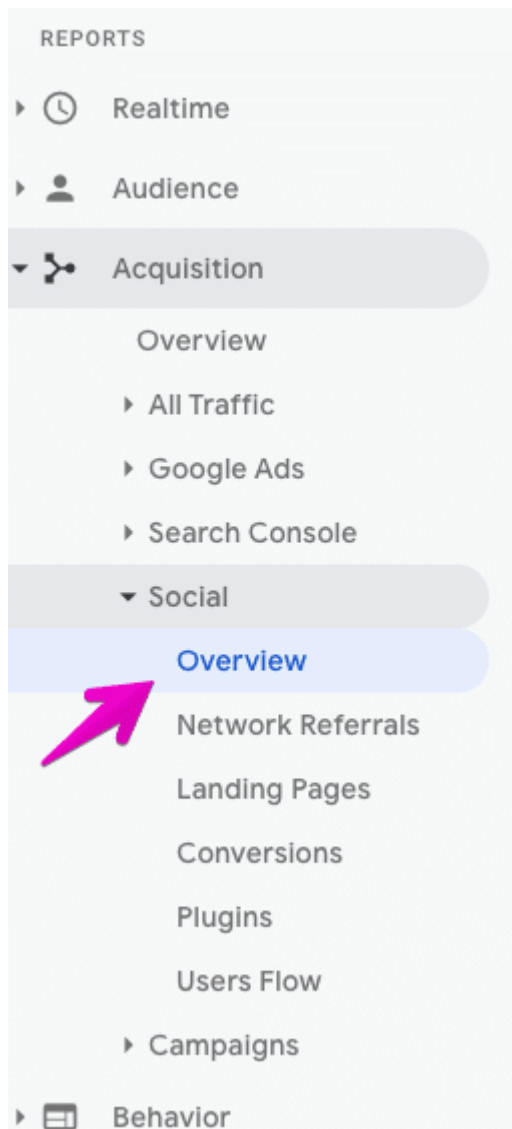 REPORTS
Realtime
Audience
Acquisition
Overview
All Traffic
Google Ads
Search Console
Social
Overview
Network Referrals
Landing Pages
Conversions
Plugins
Users Flow
Campaigns
Behavior